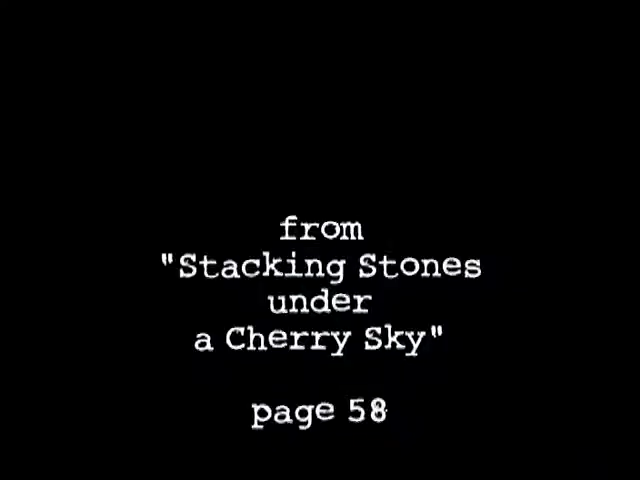 from
"Stacking Stones
under
a Cherry Sky"
page 58